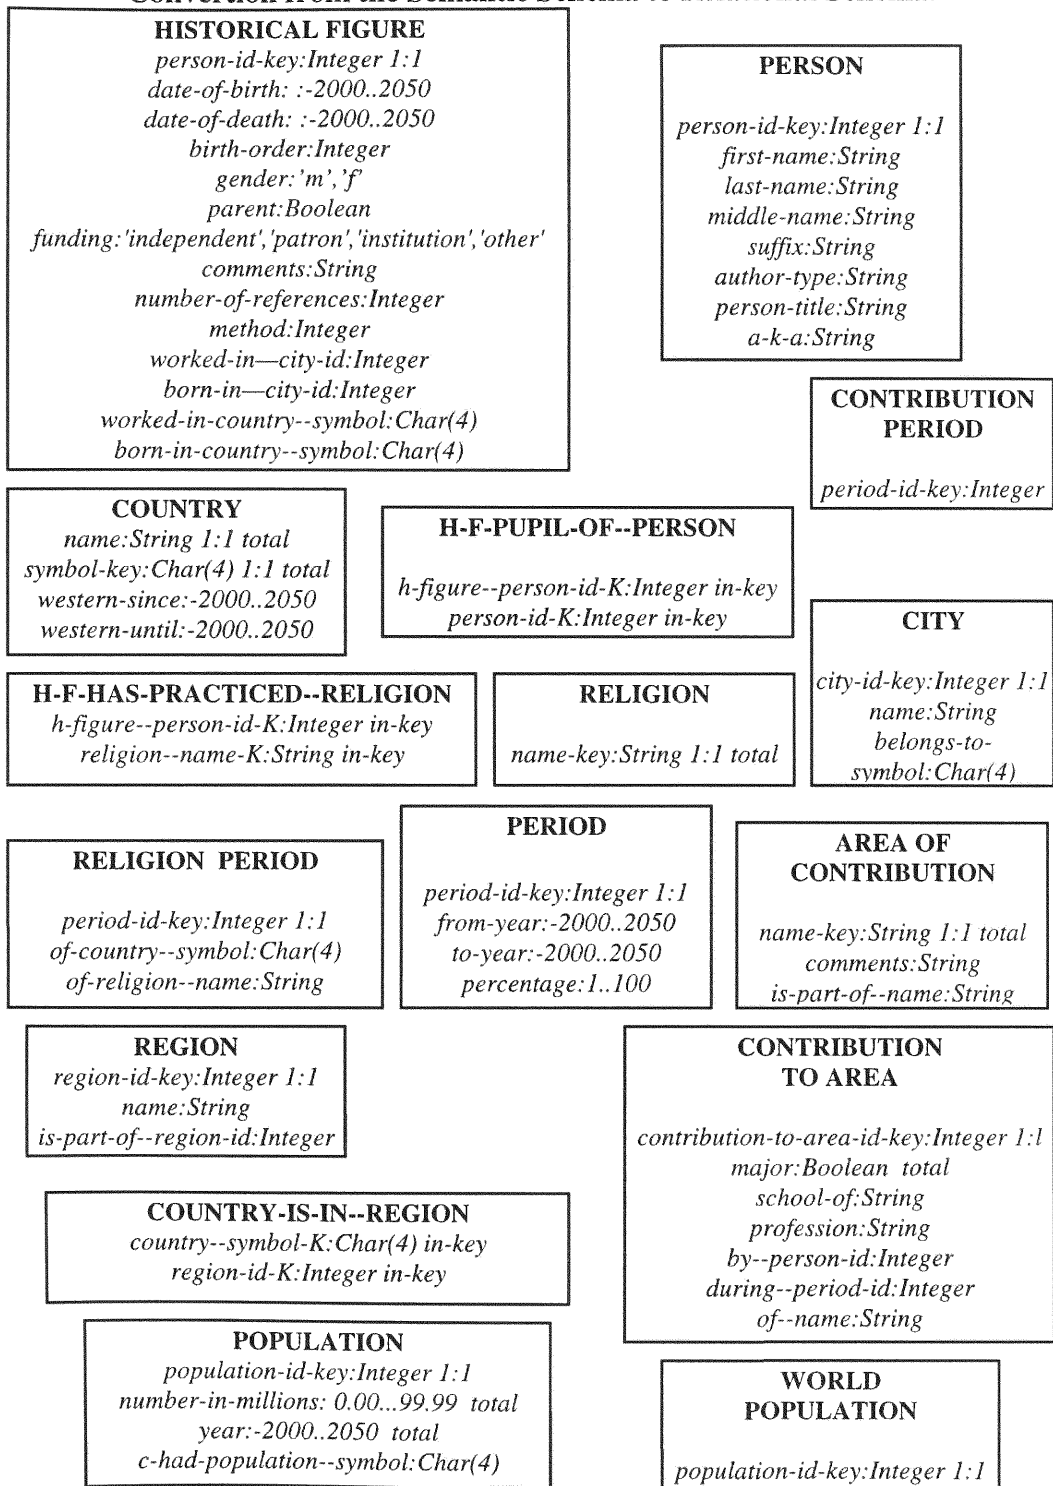 HISTORICAL FIGURE
person-id-key:Integer 1:1
date-of-birth: :-2000..2050
date-of-death: :-2000..2050
birth-order:Integer
gender:'m','f'
parent:Boolean
funding:'independent','patron','institution','other'
comments:String
number-of-references:Integer
method:Integer
worked-in—city-id:Integer
born-in—city-id:Integer
worked-in-country--symbol:Char(4)
born-in-country--symbol:Char(4)
PERSON
person-id-key:Integer 1:1
first-name:String
last-name:String
middle-name:String
suffix:String
author-type:String
person-title:String
a-k-a:String
CONTRIBUTION
PERIOD
period-id-key:Integer
COUNTRY
name:String 1:1 total
symbol-key:Char(4) 1:1 total
western-since:-2000..2050
western-until:-2000..2050
H-F-PUPIL-OF--PERSON
h-figure--person-id-K:Integer in-key
person-id-K:Integer in-key
CITY
city-id-key:Integer 1:1
name:String
belongs-to-
symbol:Char(4)
H-F-HAS-PRACTICED--RELIGION
h-figure--person-id-K:Integer in-key
religion--name-K:String in-key
RELIGION
name-key:String 1:1 total
RELIGION PERIOD
period-id-key:Integer 1:1
of-country--symbol:Char(4)
of-religion--name:String
PERIOD
period-id-key:Integer 1:1
from-year:-2000..2050
to-year:-2000..2050
percentage:1..100
AREA OF
CONTRIBUTION
name-key:String 1:1 total
comments:String
is-part-of--name:String
REGION
region-id-key:Integer 1:1
name:String
is-part-of--region-id:Integer
CONTRIBUTION
TO AREA
contribution-to-area-id-key:Integer 1:1
major:Boolean total
school-of:String
profession:String
by--person-id:Integer
during--period-id:Integer
of--name:String
COUNTRY-IS-IN--REGION
country--symbol-K:Char(4) in-key
region-id-K:Integer in-key
POPULATION
population-id-key:Integer 1:1
number-in-millions: 0.00...99.99 total
year:-2000..2050 total
c-had-population--symbol:Char(4)
WORLD
POPULATION
population-id-key:Integer 1:1